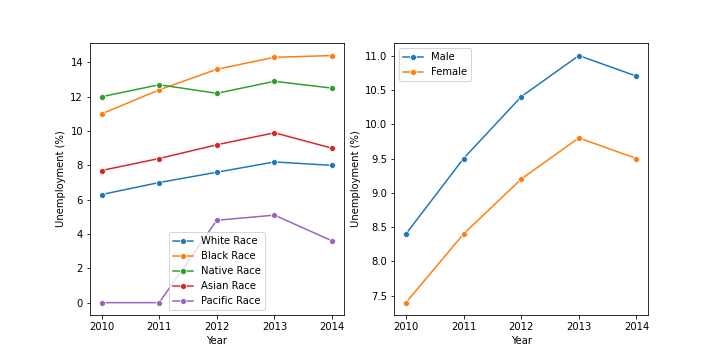 14
12
10
8
6
4
2
0
Unemployment (%)
White Race
Black Race
Native Race
Asian Race
Pacific Race
2010 2011 2012 2013 2014
Year
11.0
10.5
10.0
9.5
9.0
8.5
8.0
7.5
Unemployment (%)
Male
Female
2010 2011 2012 2013 2014
Year